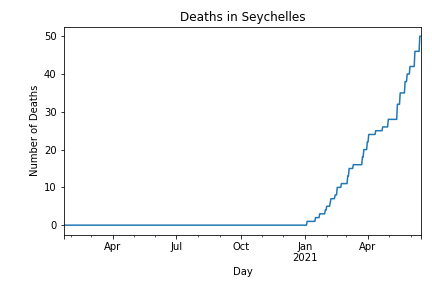 Deaths in Seychelles
50
40
30
20
10
0
Number of Deaths
Apr
Jul
Oct
Jan
2021
Apr
Day